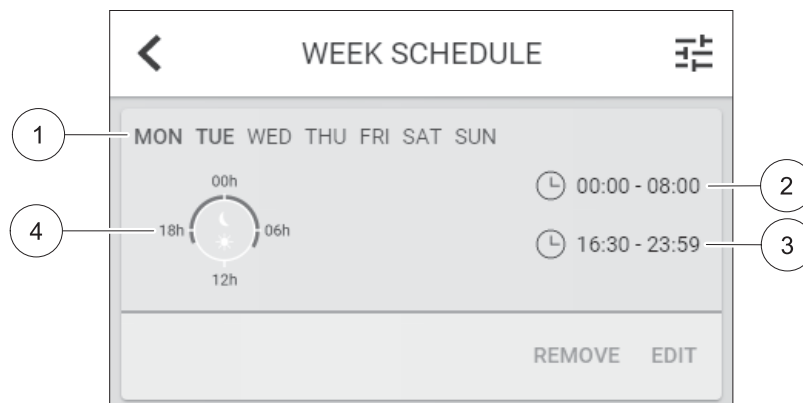 WEEK SCHEDULE
1
MON TUE WED THU FRI SAT SUN
00h
00:00 - 08:00
2
4
18h
06h
16:30 - 23:59
3
12h
REMOVE EDIT